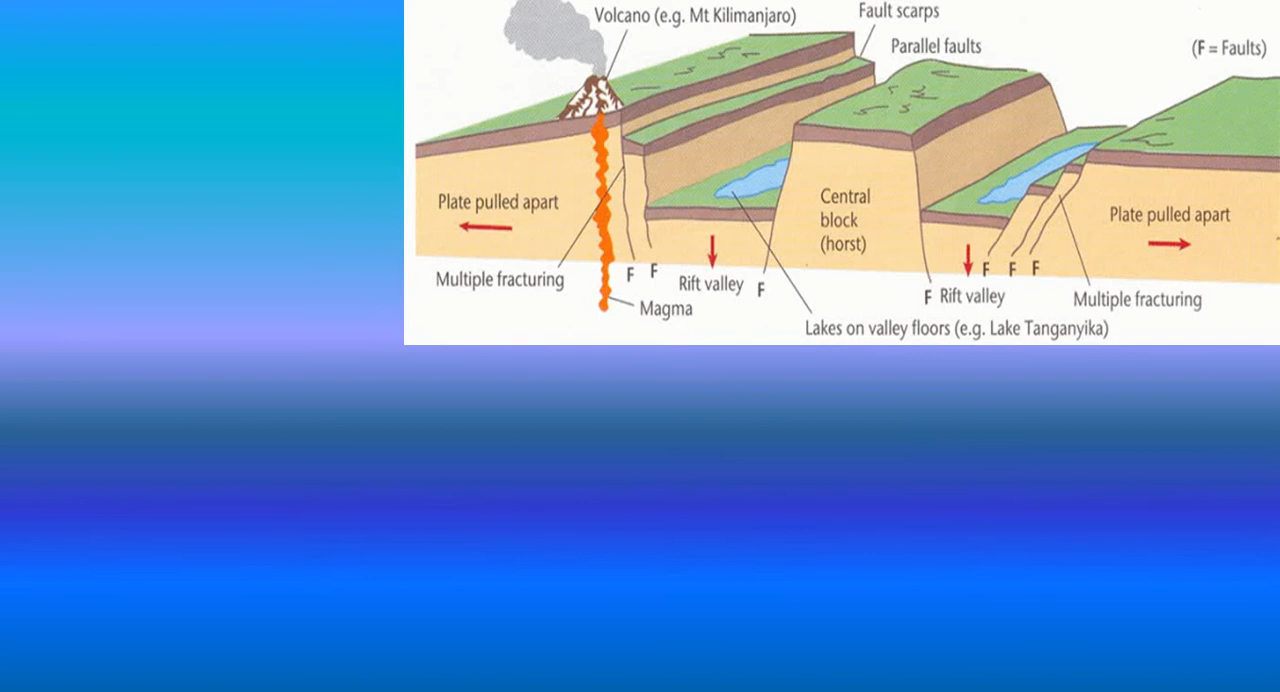 Volcano (e.g. Mt Kilimanjaro)
Fault scarps
Parallel faults
(F = Faults)
Plate pulled apart
Central
block
(horst)
Plate pulled apart
Multiple fracturing
F
F
Rift valley
F
F
F
F
F
Rift valley
Multiple fracturing
Magma
Lakes on valley floors (e.g. Lake Tanganyika)